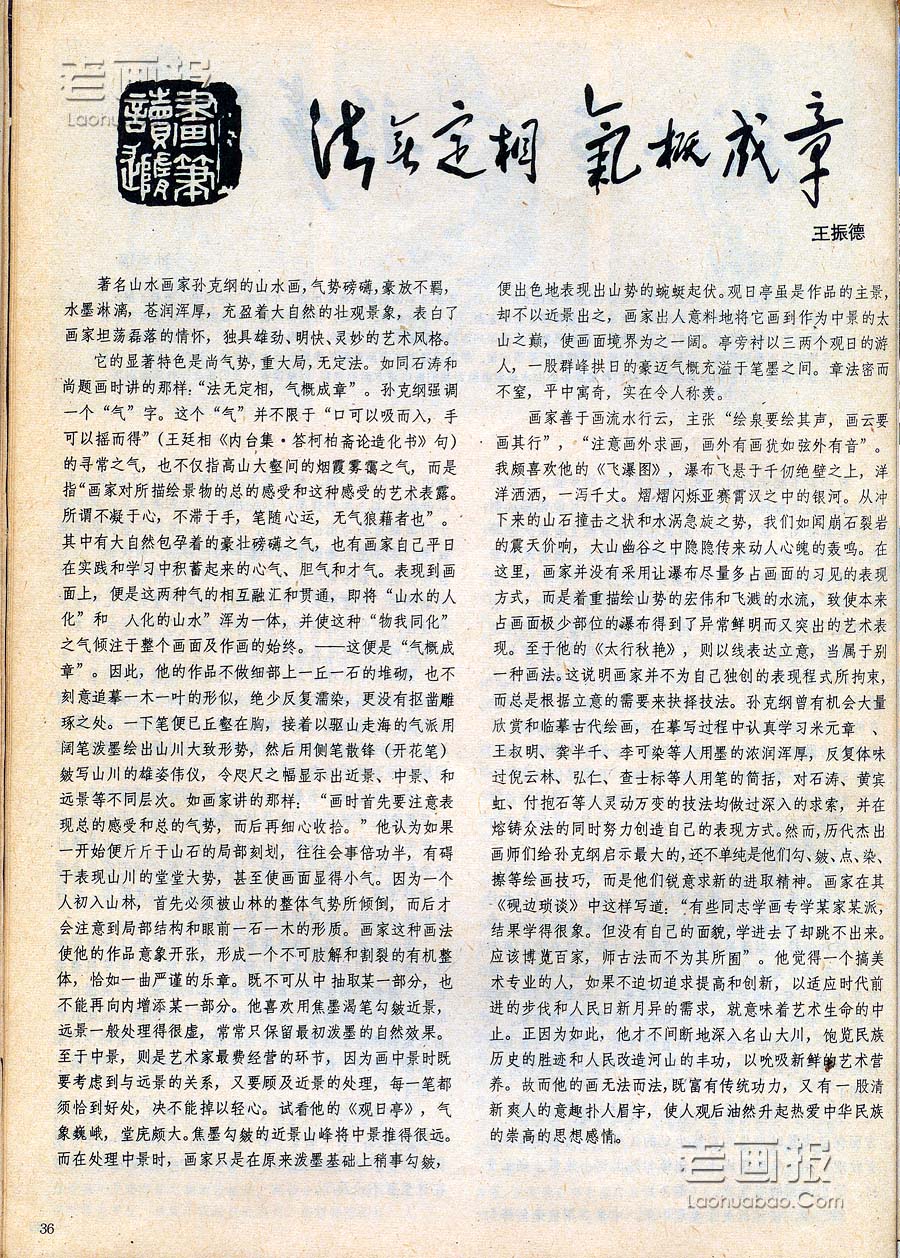 老画报
Laohu
畫筆
讀
法无定相 氣概成章
王振德
著名山水画家孙克纲的山水画，气势磅礴，豪放不羁，
水墨淋漓，苍润浑厚，充盈着大自然的壮观景象，表白了
画家坦荡磊落的情怀，独具雄劲、明快、灵妙的艺术风格。
它的显著特色是尚气势，重大局，无定法。如同石涛和
尚题画时讲的那样：“法无定相，气概成章”。孙克纲强调
一个“气”字。这个“气”并不限于“口可以吸而入，手
可以摇而得”（王廷相《内台集·答柯柏斋论造化书》句）
的寻常之气，也不仅指高山大壑间的烟霞雾霭之气，而是
指“画家对所描绘景物的总的感受和这种感受的艺术表露。
所谓不凝于心，不滞于手，笔随心运，无气狼藉者也”。
其中有大自然包孕着的豪壮磅礴之气，也有画家自己平日
在实践和学习中积蓄起来的心气、胆气和才气。表现到画
面上，便是这两种气的相互融汇和贯通，即将“山水的人
化”和 人化的山水”浑为一体，并使这种“物我同化”
之气倾注于整个画面及作画的始终。——这便是“气概成
章”。因此，他的作品不做细部上一丘一石的堆砌，也不
刻意追摹一木一叶的形似，绝少反复濡染，更没有抠凿雕
琢之处。一下笔便已丘壑在胸，接着以驱山走海的气派用
阔笔泼墨绘出山川大致形势，然后用侧笔散锋（开花笔）
皴写山川的雄姿伟仪，令咫尺之幅显示出近景、中景、和
远景等不同层次。如画家讲的那样：“画时首先要注意表
现总的感受和总的气势，而后再细心收拾。”他认为如果
一开始便斤斤于山石的局部刻划，往往会事倍功半，有碍
于表现山川的堂堂大势，甚至使画面显得小气。因为一个
人初入山林，首先必须被山林的整体气势所倾倒，而后才
会注意到局部结构和眼前一石一木的形质。画家这种画法
使他的作品意象开张，形成一个不可肢解和割裂的有机整
体，恰如一曲严谨的乐章。既不可从中抽取某一部分，也
不能再向内增添某一部分。他喜欢用焦墨渴笔勾皴近景，
远景一般处理得很虚，常常只保留最初泼墨的自然效果。
至于中景，则是艺术家最费经营的环节，因为画中景时既
要考虑到与远景的关系，又要顾及近景的处理，每一笔都
须恰到好处，决不能掉以轻心。试看他的《观日亭》，气
象巍峨，堂庑颇大。焦墨勾皴的近景山峰将中景推得很远。
而在处理中景时，画家只是在原来泼墨基础上稍事勾皴，
便出色地表现出山势的蜿蜒起伏。观日亭虽是作品的主景，
却不以近景出之，画家出人意料地将它画到作为中景的太
山之巅，使画面境界为之一阔。亭旁衬以三两个观日的游
人，一股群峰拱日的豪迈气概充溢于笔墨之间。章法密而
不窒，平中寓奇，实在令人称羡。
画家善于画流水行云，主张“绘泉要绘其声，画云要
画其行”，“注意画外求画，画外有画犹如弦外有音”。
我颇喜欢他的《飞瀑图》，瀑布飞悬于千仞绝壁之上，洋
洋洒洒，一泻千丈。熠熠闪烁亚赛霄汉之中的银河。从冲
下来的山石撞击之状和水涡急旋之势，我们如闻崩石裂岩
的震天价响，大山幽谷之中隐隐传来动人心魄的轰鸣。在
这里，画家并没有采用让瀑布尽量多占画面的习见的表现
方式，而是着重描绘山势的宏伟和飞溅的水流，致使本来
占画面极少部位的瀑布得到了异常鲜明而又突出的艺术表
现。至于他的《太行秋艳》，则以线表达立意，当属于别
一种画法。这说明画家并不为自己独创的表现程式所拘束，
而总是根据立意的需要来抉择技法。孙克纲曾有机会大量
欣赏和临摹古代绘画，在摹写过程中认真学习米元章 、
王叔明、龚半千、李可染等人用墨的浓润浑厚，反复体味
过倪云林、弘仁、查士标等人用笔的简括，对石涛、黄宾
虹、付抱石等人灵动万变的技法均做过深入的求索，并在
熔铸众法的同时努力创造自己的表现方式。然而，历代杰出
画师们给孙克纲启示最大的，还不单纯是他们勾、皴、点、染、
擦等绘画技巧，而是他们锐意求新的进取精神。画家在其
《砚边琐谈》中这样写道：“有些同志学画专学某家某派，
结果学得很象。但没有自己的面貌，学进去了却跳不出来。
应该博览百家，师古法而不为其所囿”。他觉得一个搞美
术专业的人，如果不迫切追求提高和创新，以适应时代前
进的步伐和人民日新月异的需求，就意味着艺术生命的中
止。正因为如此，他才不间断地深入名山大川，饱览民族
历史的胜迹和人民改造河山的丰功，以吮吸新鲜的艺术营
养。故而他的画无法而法，既富有传统功力，又有一股清
新爽人的意趣扑人眉宇，使人观后油然升起热爱中华民族
的崇高的思想感情。
老画报
Laohuabao.Com
36